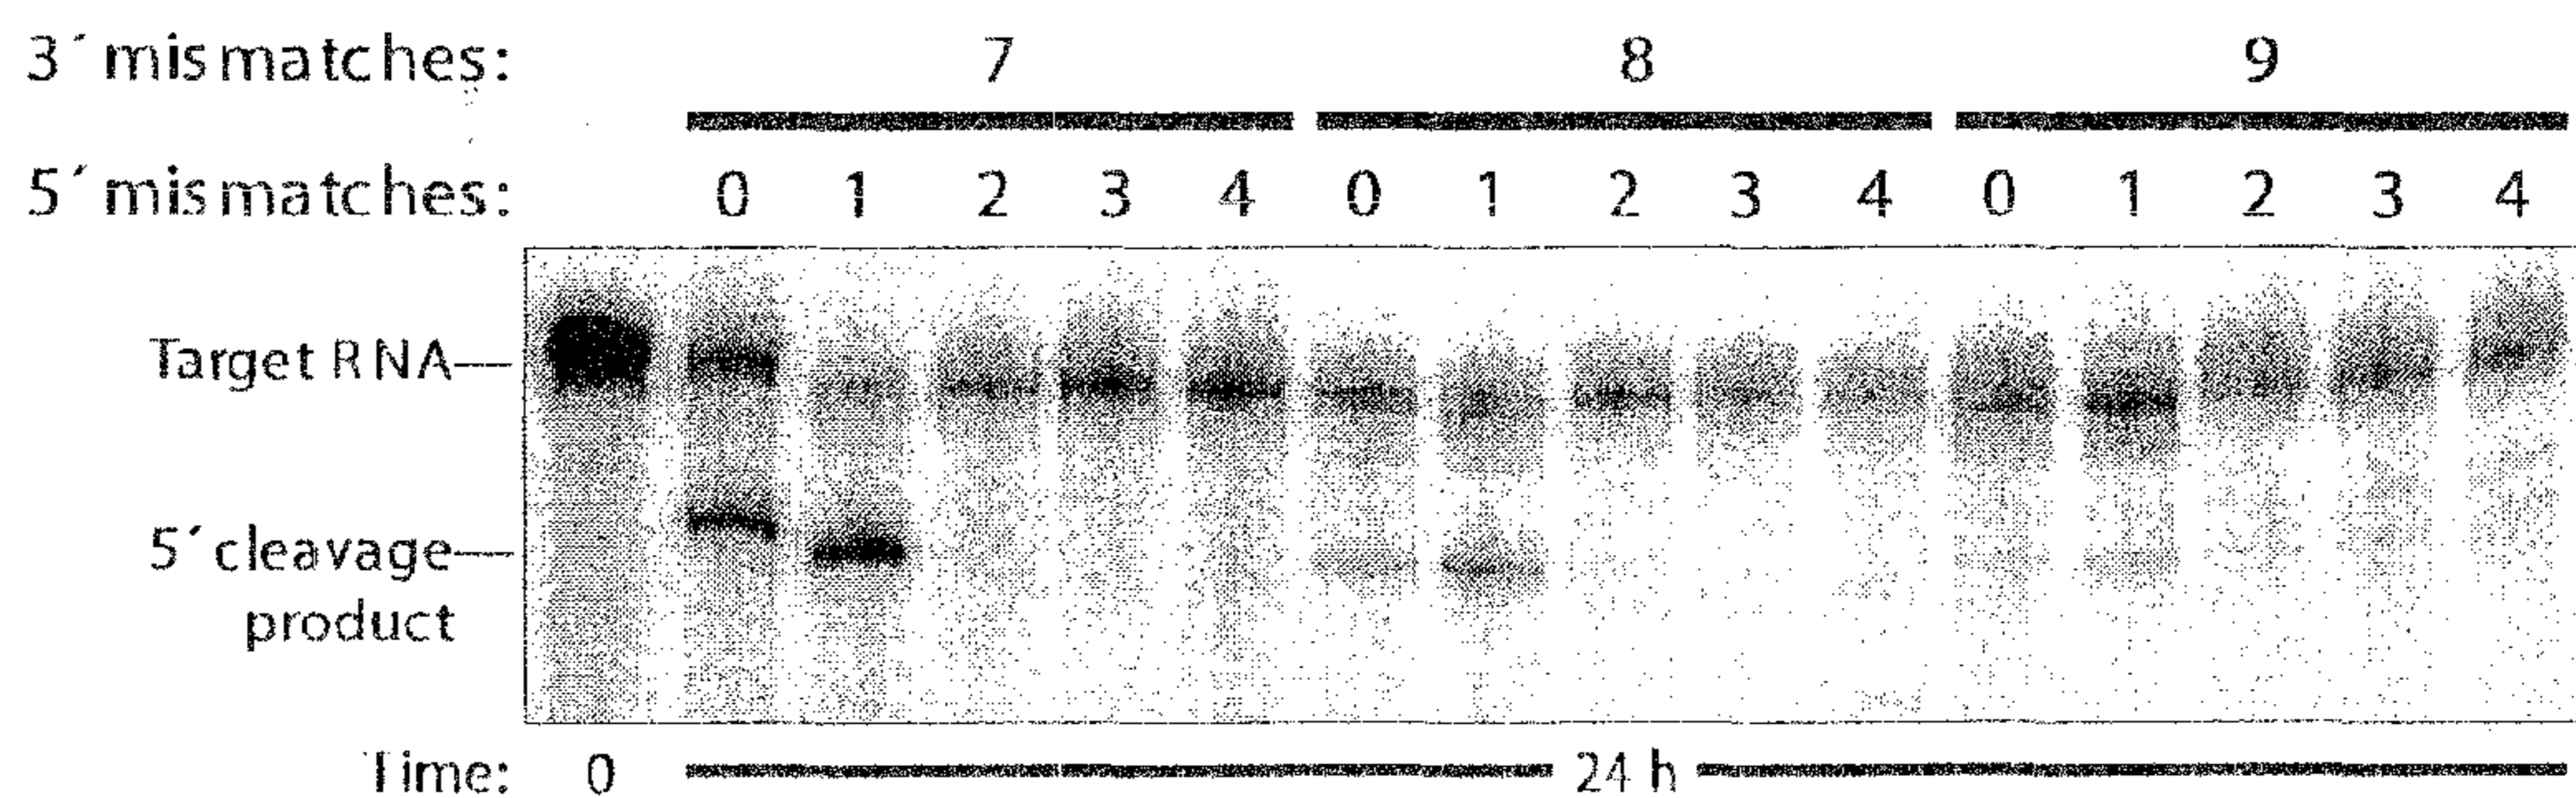 3´ mismatches: 7 8 9
5´ mismatches: 0 1 2 3 4 0 1 2 3 4 0 1 2 3 4
Target RNA
5´ cleavage
product
Time: 0 24 h